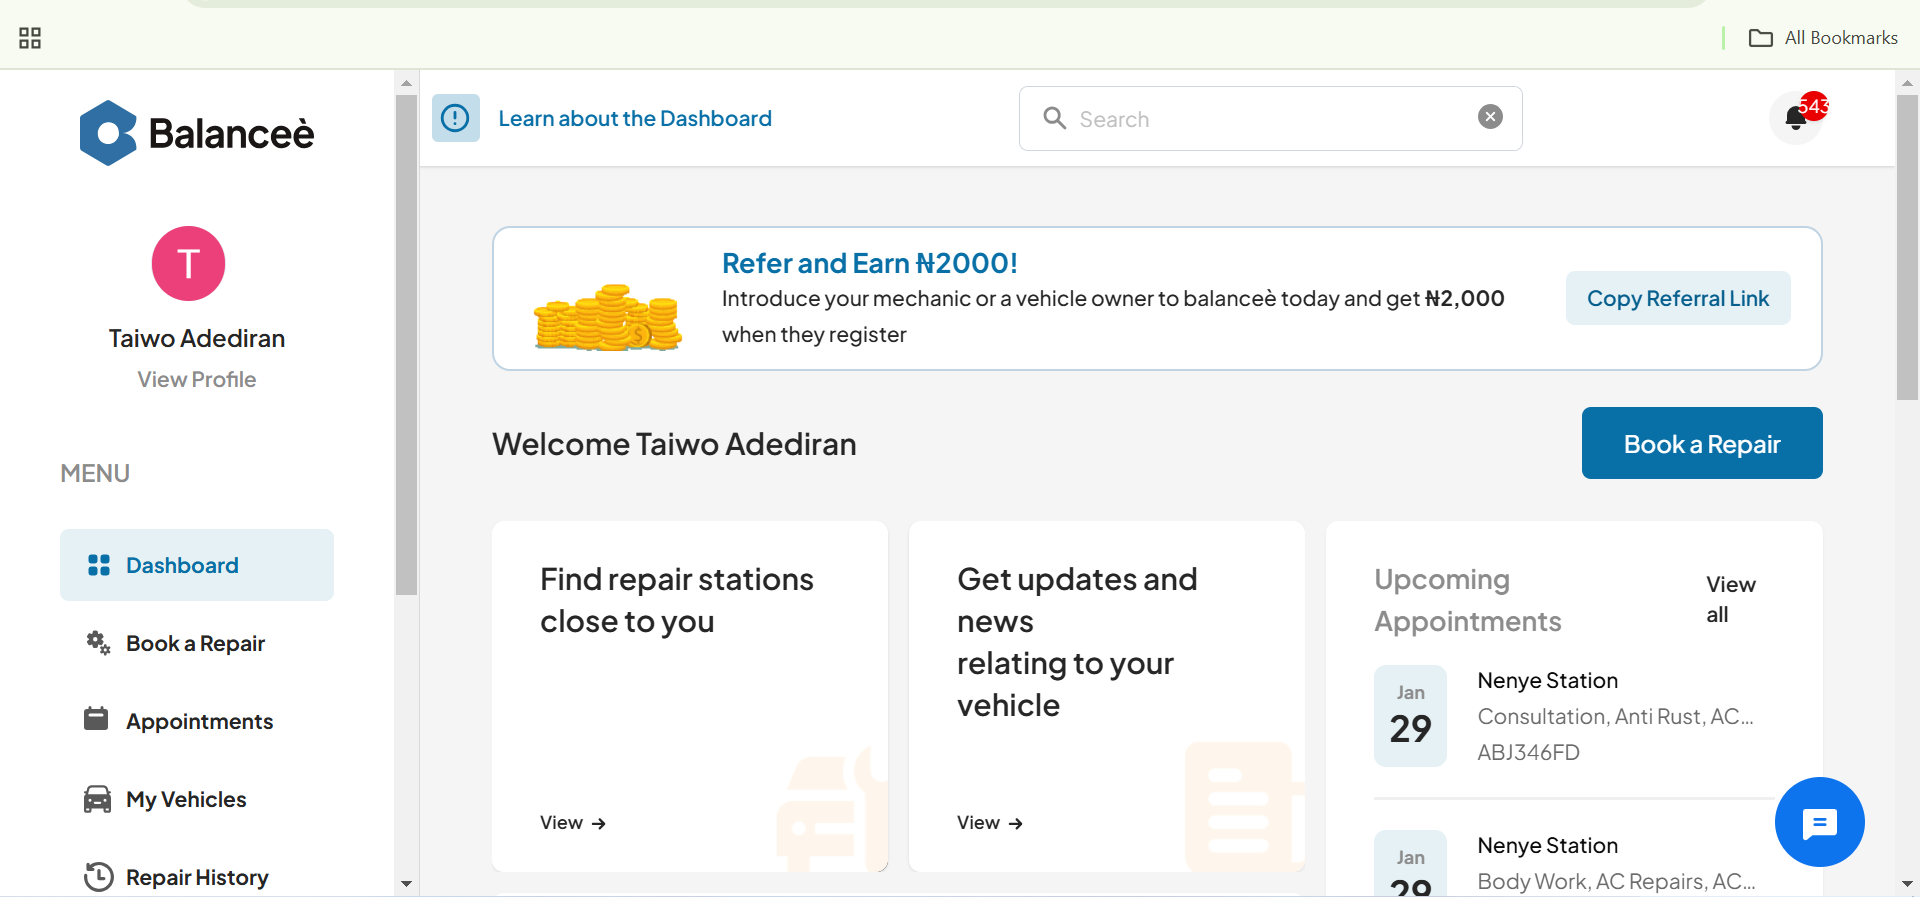 All Bookmarks
Balanceè
Learn about the Dashboard
Search
543
T
Taiwo Adediran
View Profile
MENU
Dashboard
Book a Repair
Appointments
My Vehicles
Repair History
Refer and Earn ₦2000!
Introduce your mechanic or a vehicle owner to balanceè today and get ₦2,000
when they register
Copy Referral Link
Welcome Taiwo Adediran
Book a Repair
Find repair stations
close to you
View →
Get updates and
news
relating to your
vehicle
View →
Upcoming
Appointments
View
all
Jan
29
Nenye Station
Consultation, Anti Rust, AC...
ABJ346FD
Jan
29
Nenye Station
Body Work, AC Repairs, AC...